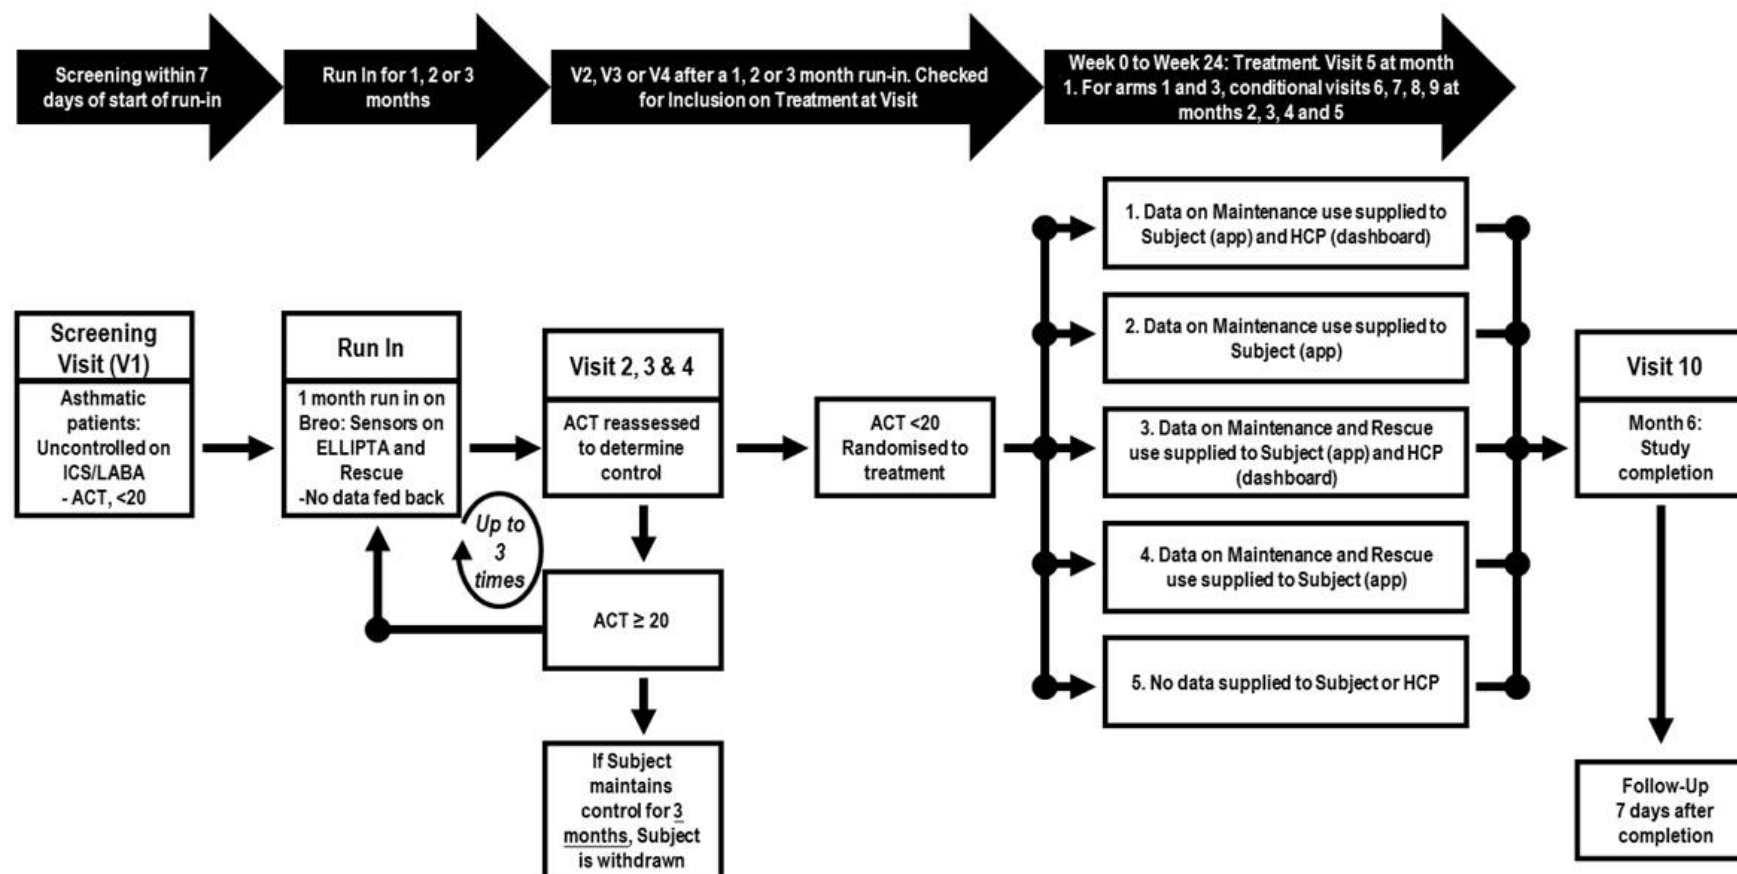 Screening within 7
days of start of run-in
Run In for 1, 2 or 3
months
V2, V3 or V4 after a 1, 2 or 3 month run-in. Checked
for Inclusion on Treatment at Visit
Week 0 to Week 24: Treatment. Visit 5 at month
1. For arms 1 and 3, conditional visits 6, 7, 8, 9 at
months 2, 3, 4 and 5
Screening
Visit (V1)
Asthmatic
patients:
Uncontrolled on
ICS/LABA
- ACT, <20
Run In
1 month run in on
Breo: Sensors on
ELLIPTA and
Rescue
-No data fed back
Up to
3
times
Visit 2, 3 & 4
ACT reassessed
to determine
control
ACT ≥ 20
If Subject
maintains
control for 3
months, Subject
is withdrawn
ACT <20
Randomised to
treatment
1. Data on Maintenance use supplied to
Subject (app) and HCP (dashboard)
2. Data on Maintenance use supplied to
Subject (app)
3. Data on Maintenance and Rescue
use supplied to Subject (app) and HCP
(dashboard)
4. Data on Maintenance and Rescue
use supplied to Subject (app)
5. No data supplied to Subject or HCP
Visit 10
Month 6:
Study
completion
Follow-Up
7 days after
completion